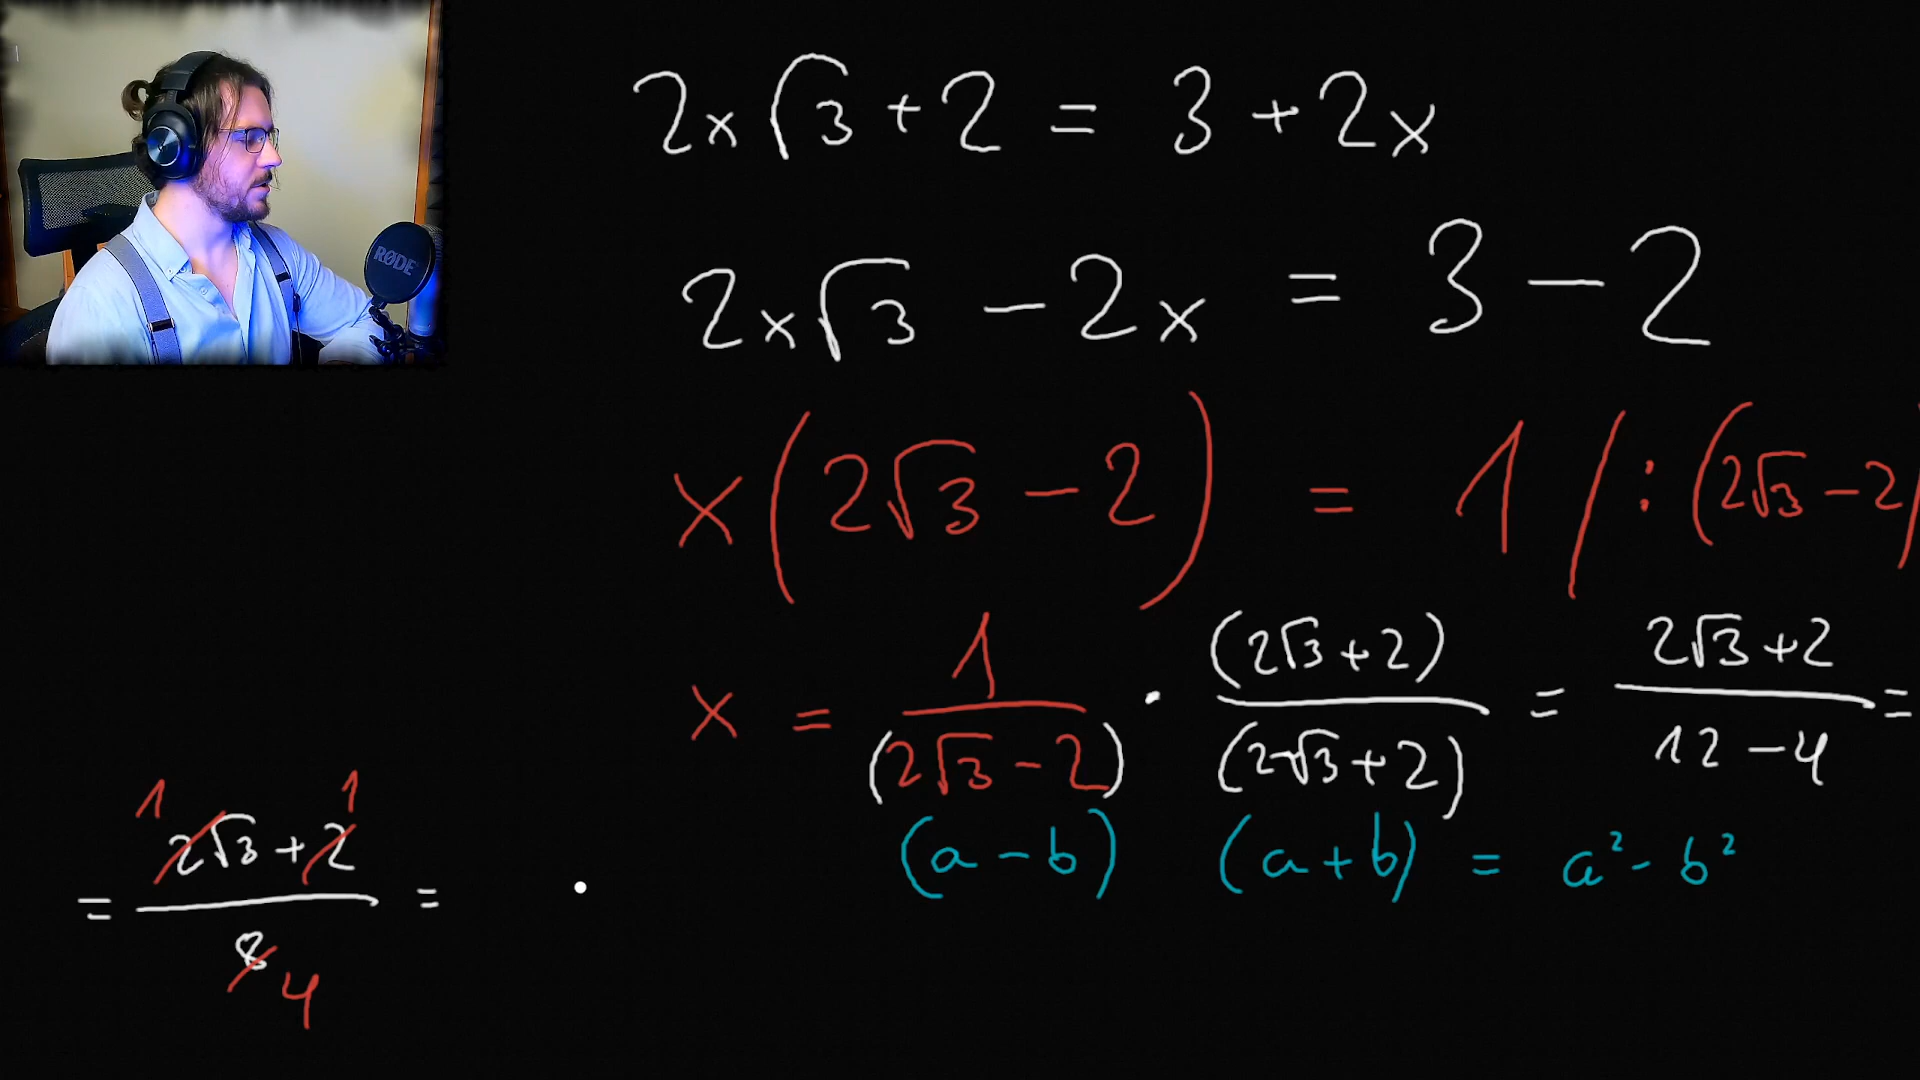 RØDE
2x√3 + 2 = 3 + 2x
2x√3 - 2x = 3 - 2
x(2√3 - 2) = 1 / : (2√3 - 2)
x = 1/(2√3 - 2) · (2√3 + 2)/(2√3 + 2) = (2√3 + 2)/(12 - 4) =
(a - b) (a + b) = a² - b²
1 1
= (2√3 + 2)/8 =
4